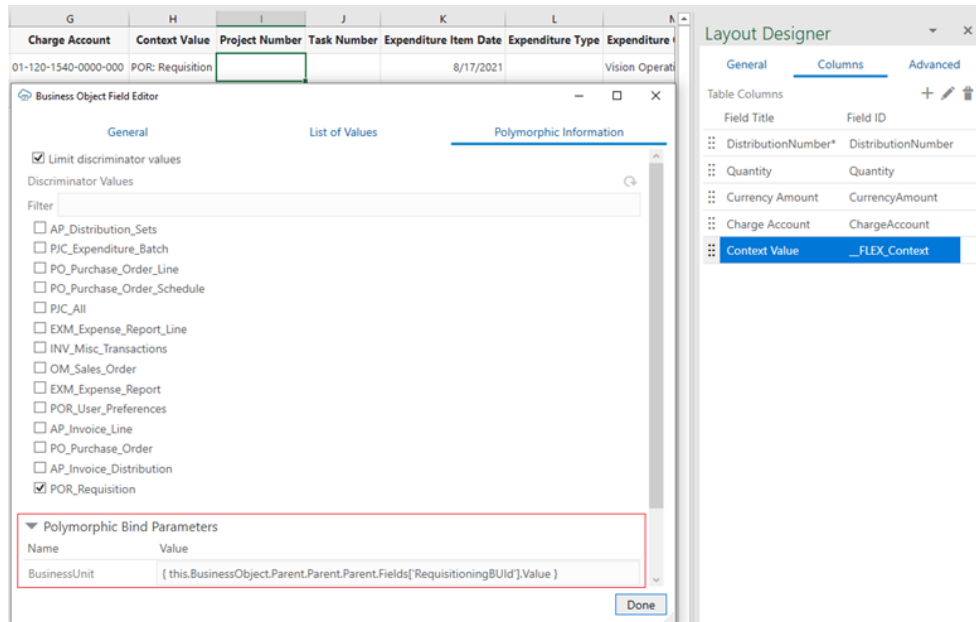 G H I J K L M
Charge Account Context Value Project Number Task Number Expenditure Item Date Expenditure Type Expenditure
01-120-1540-0000-000 POR: Requisition 8/17/2021 Vision Operati
Business Object Field Editor
General List of Values Polymorphic Information
Limit discriminator values
Discriminator Values
Filter
AP_Distribution_Sets
PJC_Expenditure_Batch
PO_Purchase_Order_Line
PO_Purchase_Order_Schedule
PJC_All
EXM_Expense_Report_Line
INV_Misc_Transactions
OM_Sales_Order
EXM_Expense_Report
POR_User_Preferences
AP_Invoice_Line
PO_Purchase_Order
AP_Invoice_Distribution
POR_Requisition
Polymorphic Bind Parameters
Name Value
BusinessUnit { this.BusinessObject.Parent.Parent.Parent.Fields['RequisitioningBUId'].Value }
Done
Layout Designer
General Columns Advanced
Table Columns
Field Title Field ID
DistributionNumber* DistributionNumber
Quantity Quantity
Currency Amount CurrencyAmount
Charge Account ChargeAccount
Context Value __FLEX_Context